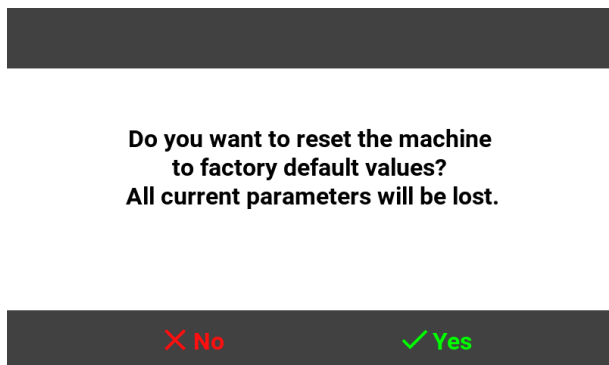 Do you want to reset the machine
to factory default values?
All current parameters will be lost.
No
Yes